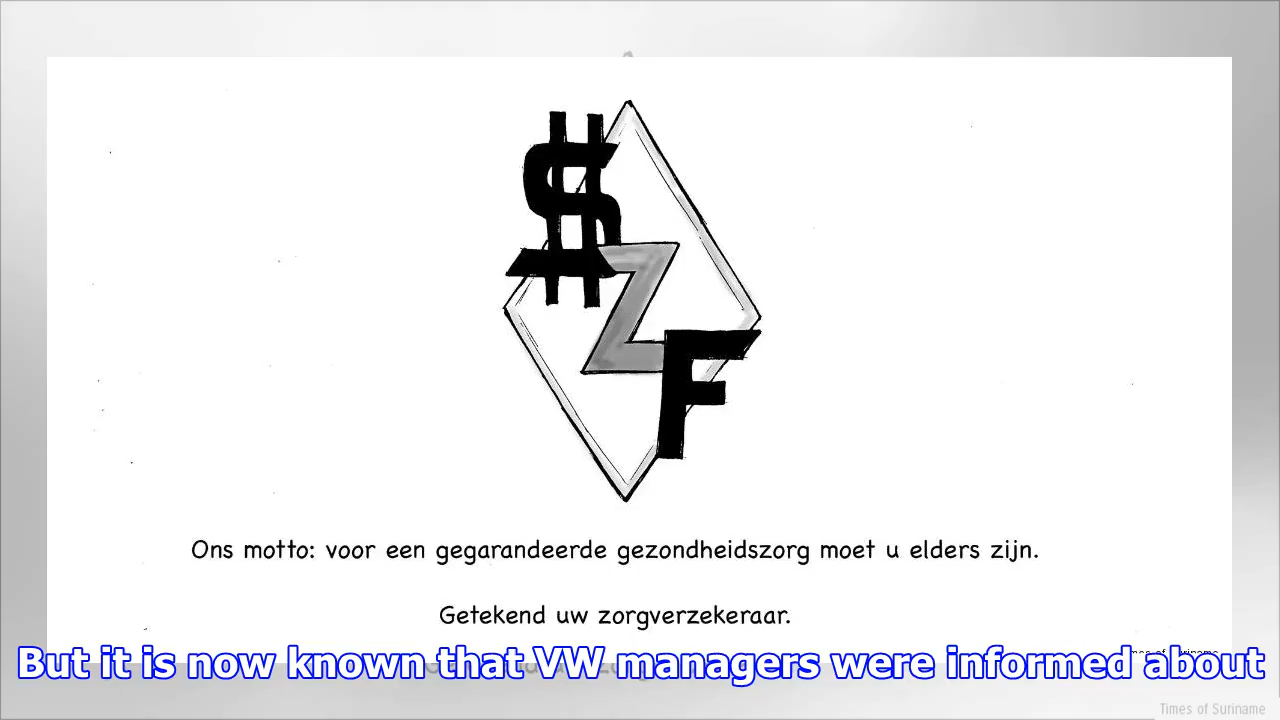 $
Z
F
Ons motto: voor een gegarandeerde gezondheidszorg moet u elders zijn.
Getekend uw zorgverzekeraar.
But it is now known that VW managers were informed about
Times of Suriname